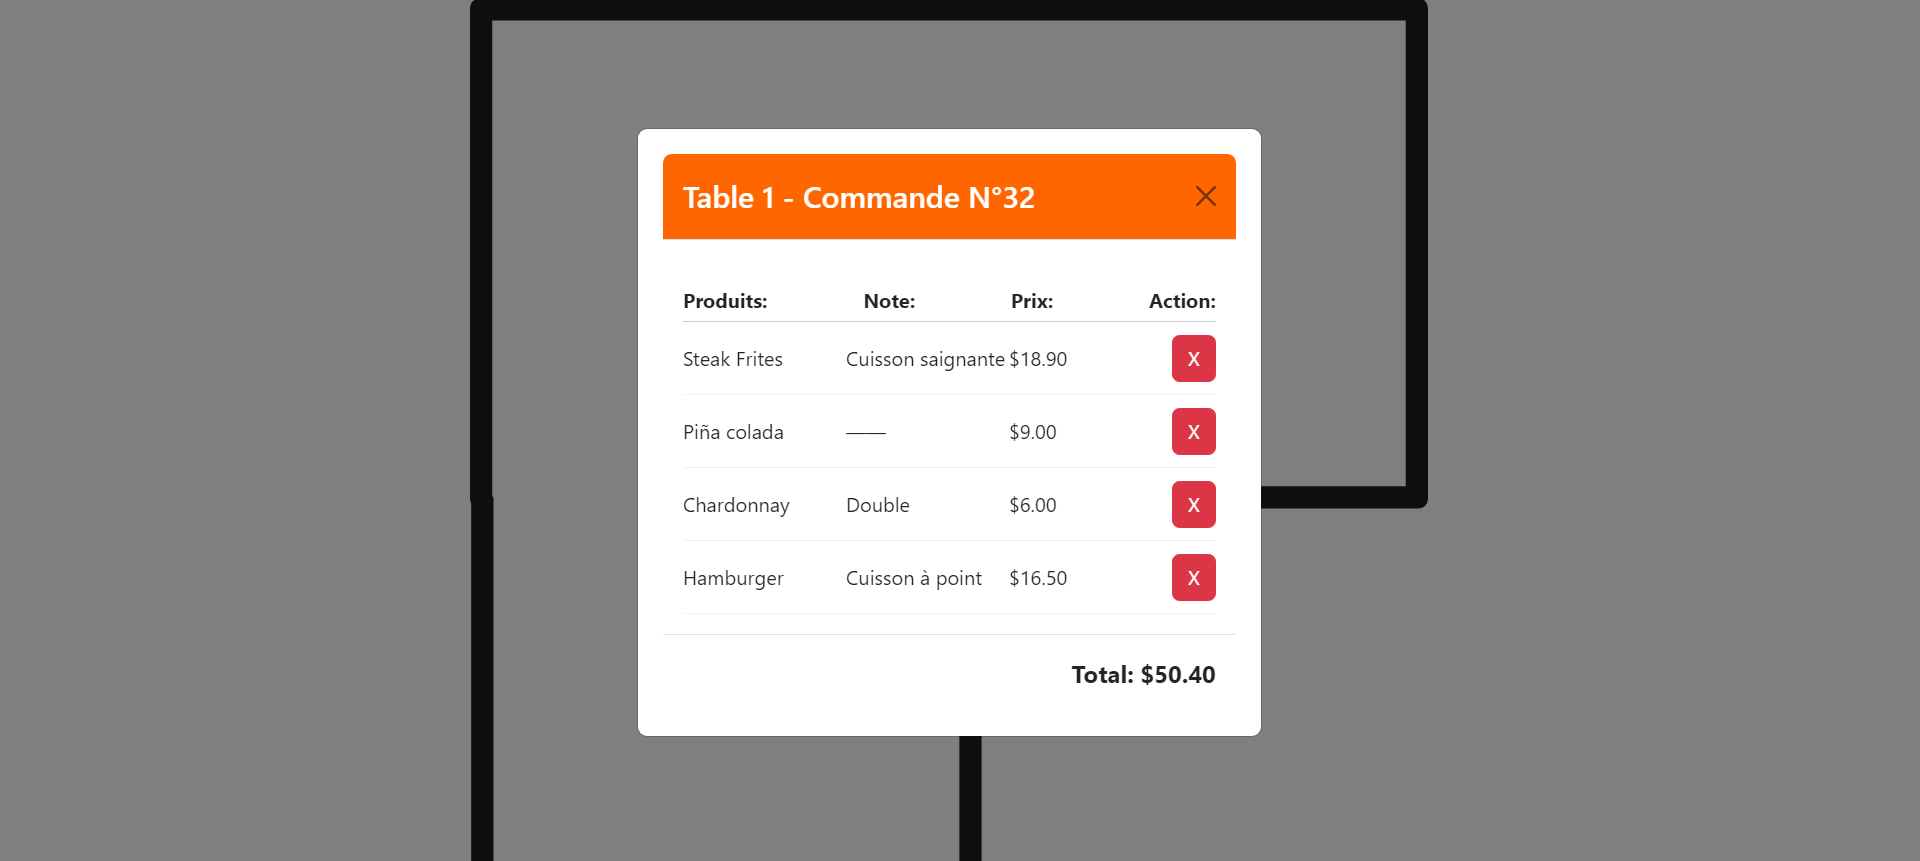 Table 1 - Commande N°32
Produits: Note: Prix: Action:
Steak Frites Cuisson saignante $18.90 X
Piña colada —— $9.00 X
Chardonnay Double $6.00 X
Hamburger Cuisson à point $16.50 X
Total: $50.40